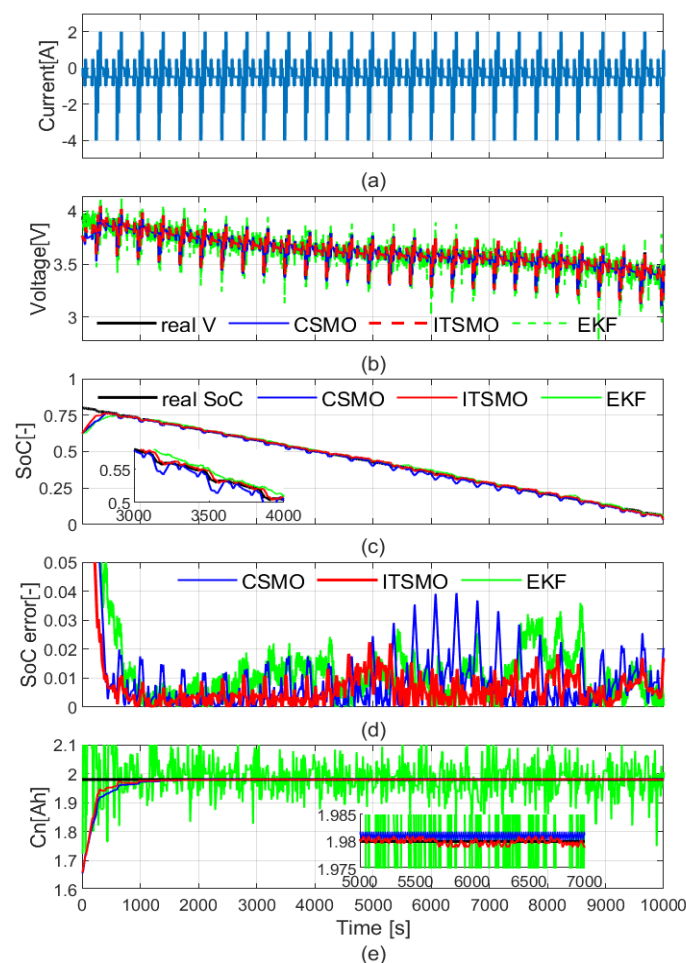 2
0
-2
-4
Current[A]
(a)
4
3.5
3
Voltage[V]
real V CSMO ITSMO EKF
(b)
1
0.75
0.5
0.25
0
SoC[-]
real SoC CSMO ITSMO EKF
0.55
0.5
3000 3500 4000
(c)
0.05
0.04
0.03
0.02
0.01
0
SoC error[-]
CSMO ITSMO EKF
(d)
2.1
2
1.9
1.8
1.7
1.6
Cn[Ah]
1.985
1.98
1.975
5000 5500 6000 6500 7000
0 1000 2000 3000 4000 5000 6000 7000 8000 9000 10000
Time [s]
(e)